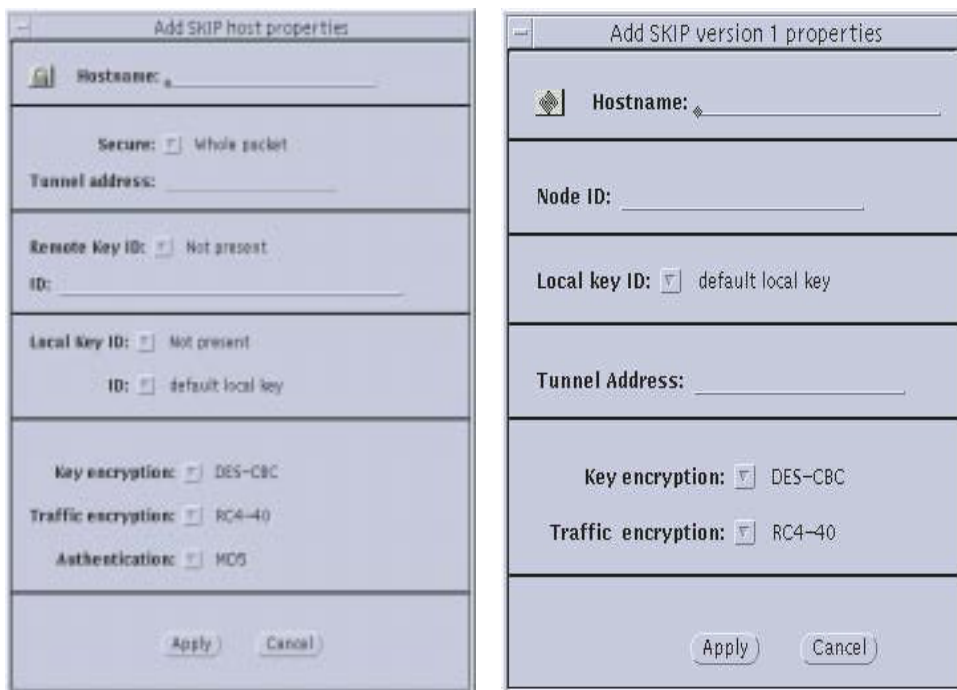 Add SKIP host properties
Hostname:
Secure: Whole packet
Tunnel address:
Remote Key ID: Not present
ID:
Local Key ID: Not present
ID: default local key
Key encryption: DES-CBC
Traffic encryption: RC4-40
Authentication: MD5
Apply Cancel
Add SKIP version 1 properties
Hostname:
Node ID:
Local key ID: default local key
Tunnel Address:
Key encryption: DES-CBC
Traffic encryption: RC4-40
Apply Cancel